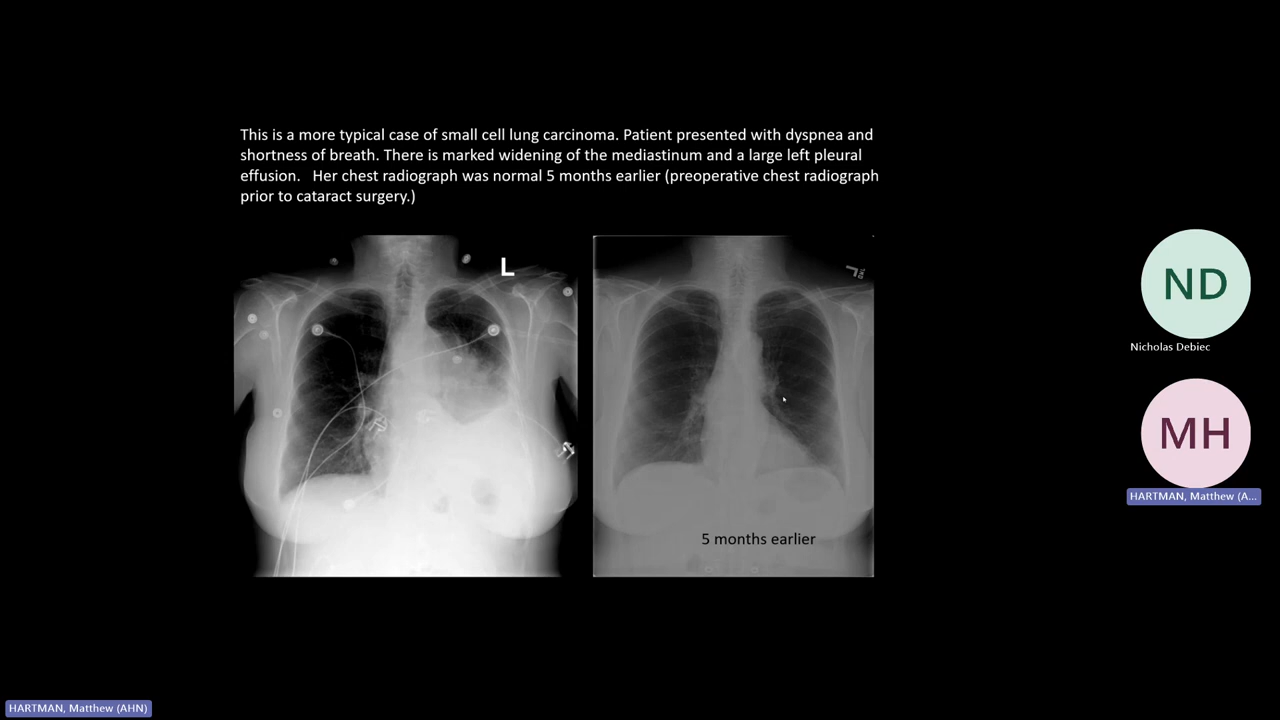 This is a more typical case of small cell lung carcinoma. Patient presented with dyspnea and
shortness of breath. There is marked widening of the mediastinum and a large left pleural
effusion.   Her chest radiograph was normal 5 months earlier (preoperative chest radiograph
prior to cataract surgery.)
L
5 months earlier
ND
Nicholas Debiec
MH
HARTMAN, Matthew (A...
HARTMAN, Matthew (AHN)